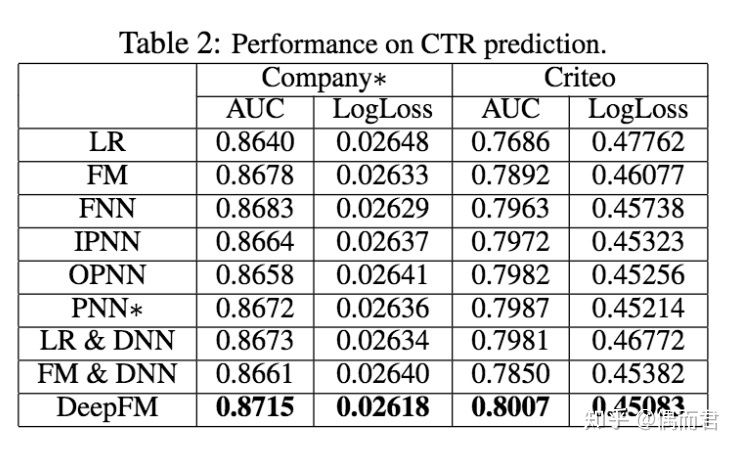 Table 2: Performance on CTR prediction.
Company∗ Criteo
AUC LogLoss AUC LogLoss
LR 0.8640 0.02648 0.7686 0.47762
FM 0.8678 0.02633 0.7892 0.46077
FNN 0.8683 0.02629 0.7963 0.45738
IPNN 0.8664 0.02637 0.7972 0.45323
OPNN 0.8658 0.02641 0.7982 0.45256
PNN∗ 0.8672 0.02636 0.7987 0.45214
LR & DNN 0.8673 0.02634 0.7981 0.46772
FM & DNN 0.8661 0.02640 0.7850 0.45382
DeepFM 0.8715 0.02618 0.8007 0.45083
知乎 @偶而君